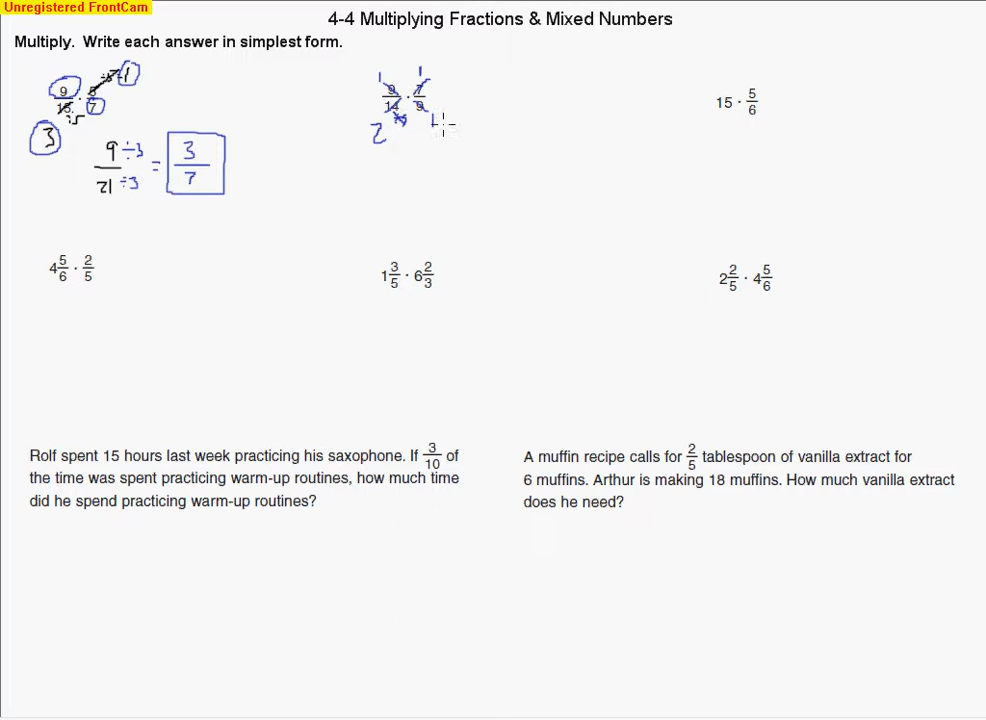 Unregistered FrontCam
4-4 Multiplying Fractions & Mixed Numbers
Multiply. Write each answer in simplest form.
9/15 · 5/7 1
3
9 ÷3 / 21 ÷3 = 3/7
1 1
9/14 · 7/9
2 1
15 · 5/6
4 5/6 · 2/5
1 3/5 · 6 2/3
2 2/5 · 4 5/6
Rolf spent 15 hours last week practicing his saxophone. If 3/10 of
the time was spent practicing warm-up routines, how much time
did he spend practicing warm-up routines?
A muffin recipe calls for 2/5 tablespoon of vanilla extract for
6 muffins. Arthur is making 18 muffins. How much vanilla extract
does he need?